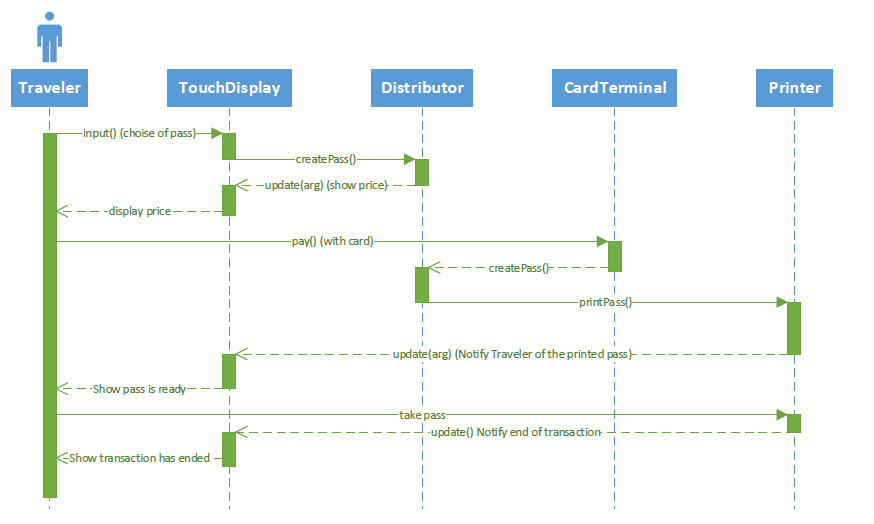 Traveler
TouchDisplay
Distributor
CardTerminal
Printer
input() (choise of pass)
createPass()
update(arg) (show price)
display price
pay() (with card)
createPass()
printPass()
update(arg) (Notify Traveler of the printed pass)
Show pass is ready
take pass
update() Notify end of transaction
Show transaction has ended